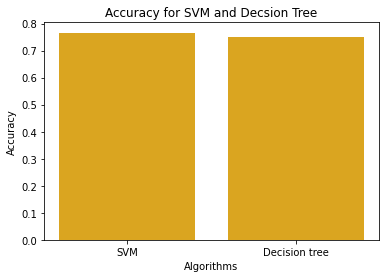 Accuracy for SVM and Decsion Tree
0.8
0.7
0.6
0.5
0.4
0.3
0.2
0.1
0.0
Accuracy
SVM
Decision tree
Algorithms